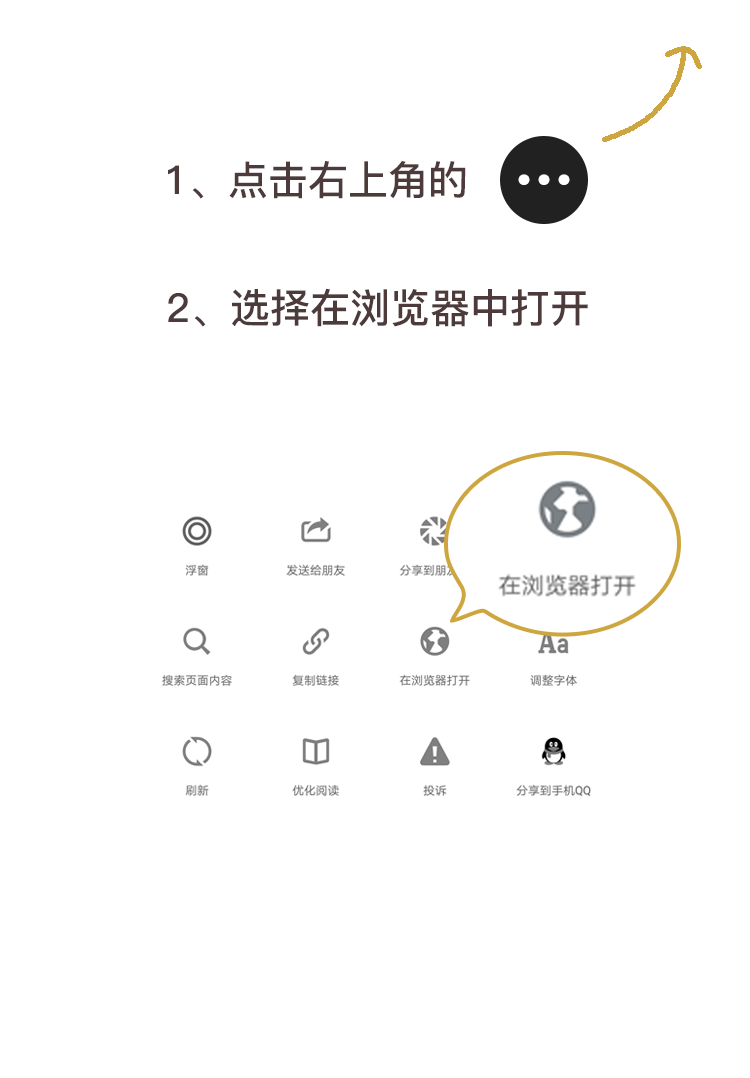 1、点击右上角的
2、选择在浏览器中打开
在浏览器打开
浮窗 发送给朋友 分享到朋
搜索页面内容 复制链接 在浏览器打开 Aa 调整字体
刷新 优化阅读 投诉 分享到手机QQ